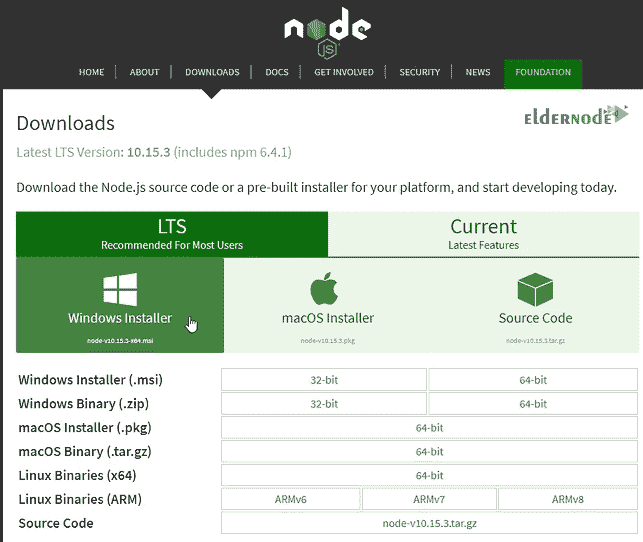 node
JS
HOME ABOUT DOWNLOADS DOCS GET INVOLVED SECURITY NEWS FOUNDATION
Downloads
eldernode
Latest LTS Version: 10.15.3 (includes npm 6.4.1)
Download the Node.js source code or a pre-built installer for your platform, and start developing today.
LTS
Recommended For Most Users
Current
Latest Features
Windows Installer
node-v10.15.3-x64.msi
macOS Installer
node-v10.15.3.pkg
Source Code
node-v10.15.3.tar.gz
Windows Installer (.msi) 32-bit 64-bit
Windows Binary (.zip) 32-bit 64-bit
macOS Installer (.pkg) 64-bit
macOS Binary (.tar.gz) 64-bit
Linux Binaries (x64) 64-bit
Linux Binaries (ARM) ARMv6 ARMv7 ARMv8
Source Code node-v10.15.3.tar.gz